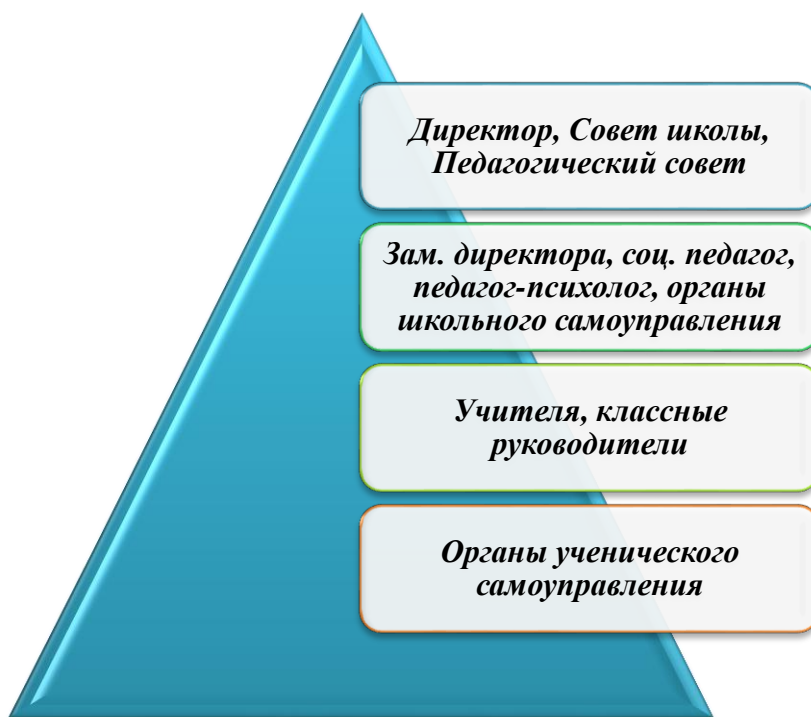 Директор, Совет школы,
Педагогический совет
Зам. директора, соц. педагог,
педагог-психолог, органы
школьного самоуправления
Учителя, классные
руководители
Органы ученического
самоуправления